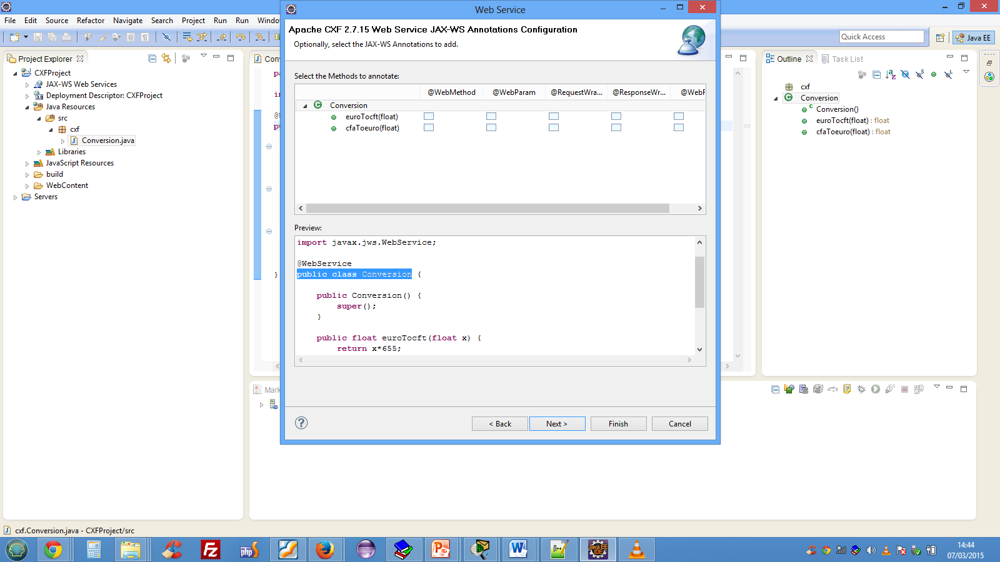 Web Service
File Edit Source Refactor Navigate Search Project Run Run Windo
Quick Access
Java EE
Project Explorer
CXFProject
JAX-WS Web Services
Deployment Descriptor: CXFProject
Java Resources
src
cxf
Conversion.java
Libraries
JavaScript Resources
build
WebContent
Servers
Con
pa
im
@
pu
}
Mark
Apache CXF 2.7.15 Web Service JAX-WS Annotations Configuration
Optionally, select the JAX-WS Annotations to add.
Select the Methods to annotate:
@WebMethod @WebParam @RequestWra... @ResponseWr... @WebF
Conversion
euroTocft(float)
cfaToeuro(float)
Preview:
import javax.jws.WebService;
@WebService
public class Conversion {
public Conversion() {
super();
}
public float euroTocft(float x) {
return x*655;
< Back Next > Finish Cancel
Outline Task List
cxf
Conversion
Conversion()
euroTocft(float) : float
cfaToeuro(float) : float
cxf.Conversion.java - CXFProject/src
14:44
07/03/2015